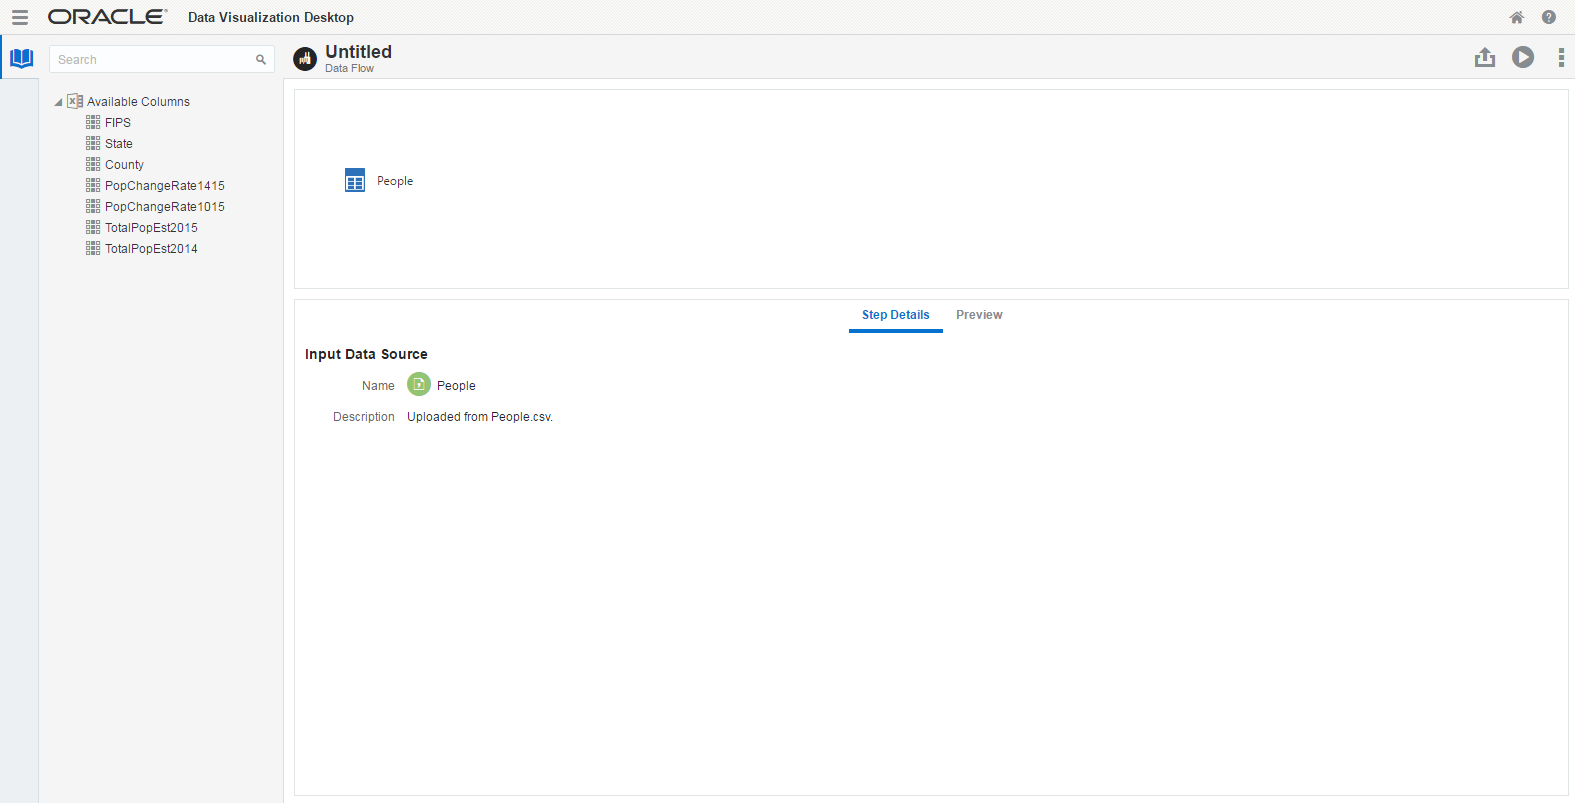 ORACLE Data Visualization Desktop
Search
Untitled
Data Flow
Available Columns
FIPS
State
County
PopChangeRate1415
PopChangeRate1015
TotalPopEst2015
TotalPopEst2014
People
Step Details Preview
Input Data Source
Name People
Description Uploaded from People.csv.